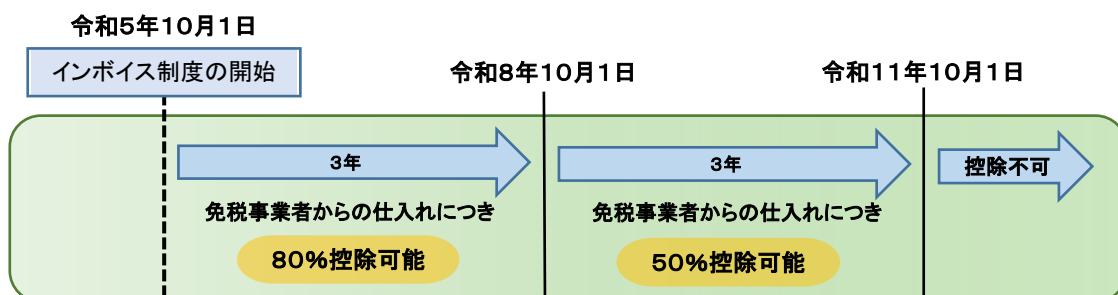 令和5年10月1日
インボイス制度の開始
令和8年10月1日
令和11年10月1日
3年
3年
控除不可
免税事業者からの仕入れにつき
免税事業者からの仕入れにつき
80%控除可能
50%控除可能